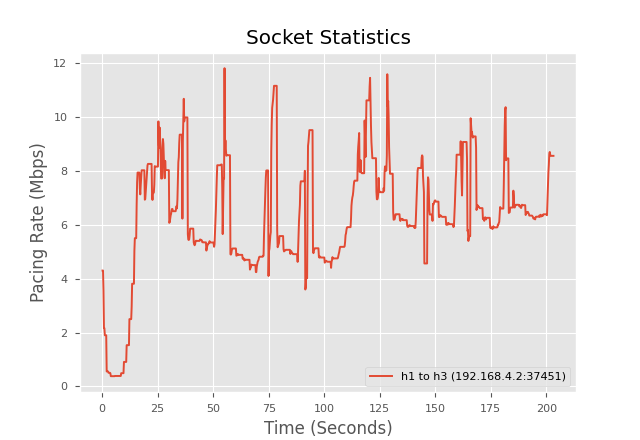 Socket Statistics
12
10
8
6
4
2
0
Pacing Rate (Mbps)
h1 to h3 (192.168.4.2:37451)
0 25 50 75 100 125 150 175 200
Time (Seconds)